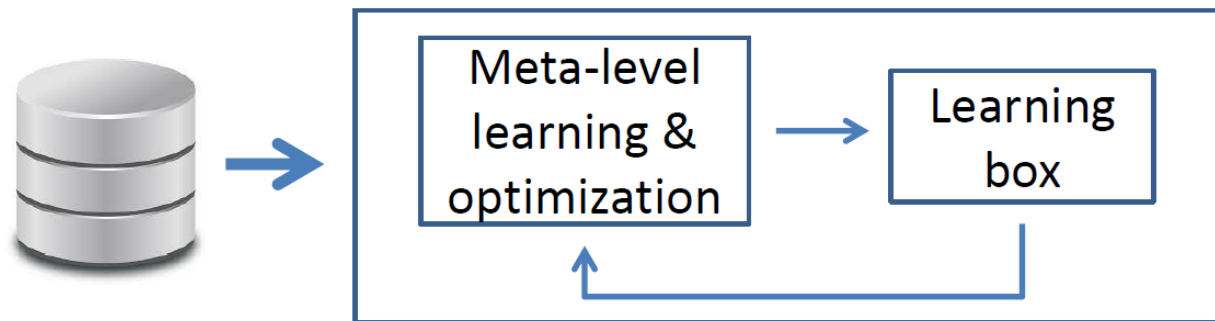 Meta-level
learning &
optimization
Learning
box